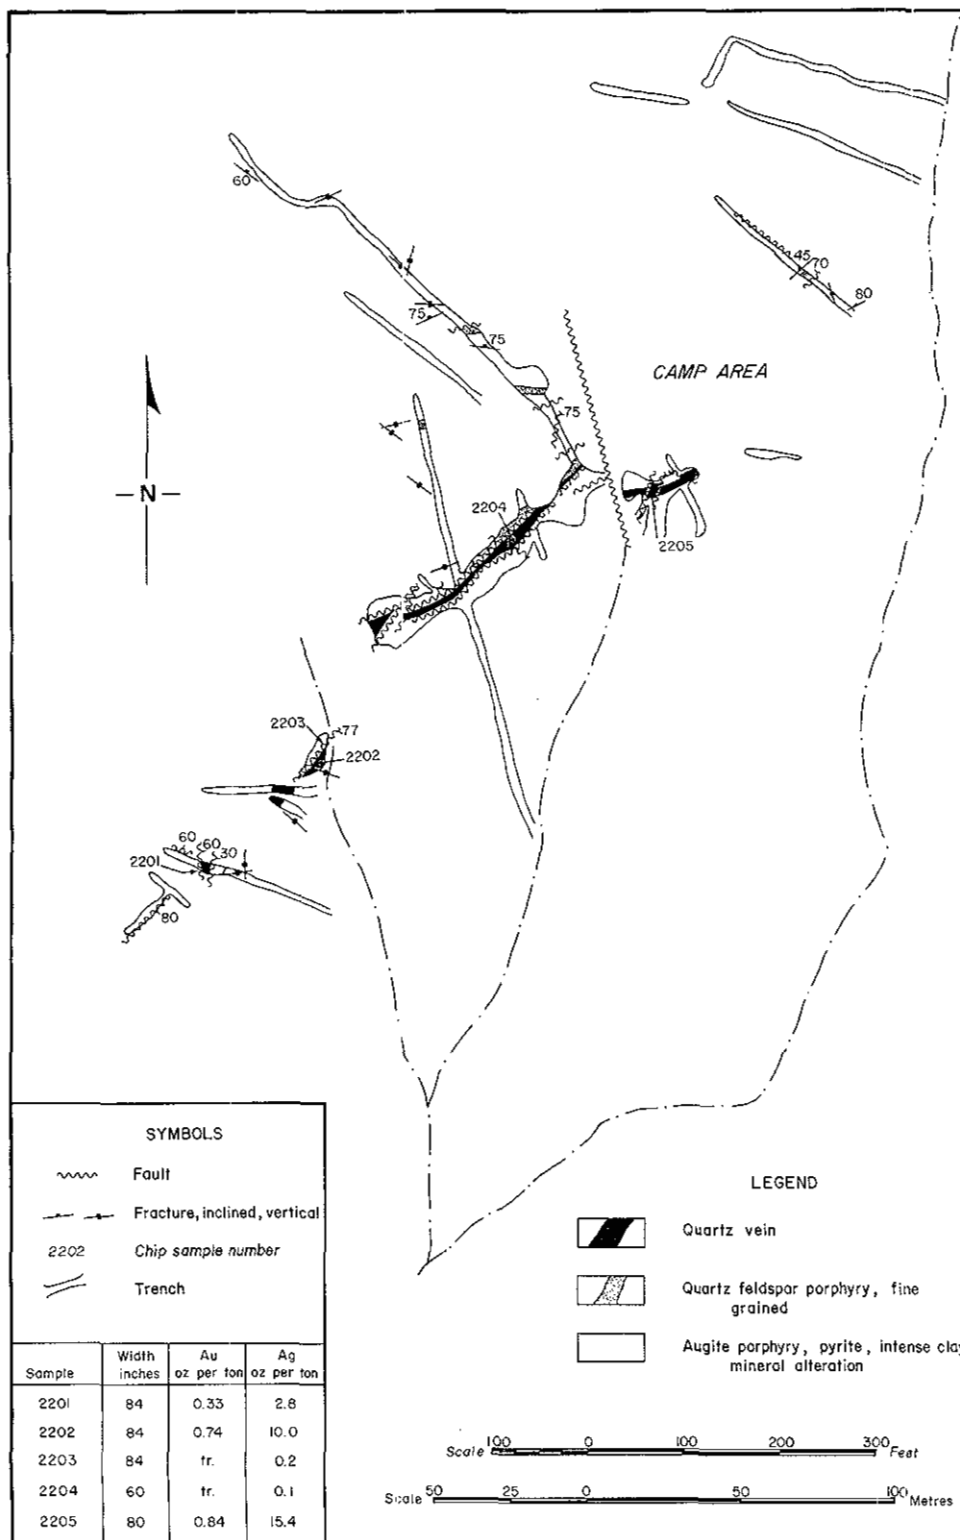 60
45
70
80
75
75
CAMP AREA
75
N
2204
2205
2203
77
2202
60
60
30
2201
80
SYMBOLS
Fault
Fracture, inclined, vertical
2202 Chip sample number
Trench
Sample Width inches Au oz per ton Ag oz per ton
2201 84 0.33 2.8
2202 84 0.74 10.0
2203 84 tr. 0.2
2204 60 tr. 0.1
2205 80 0.84 15.4
LEGEND
Quartz vein
Quartz feldspar porphyry, fine
grained
Augite porphyry, pyrite, intense clay
mineral alteration
Scale 100 0 100 200 300 Feet
Scale 50 25 0 50 100 Metres